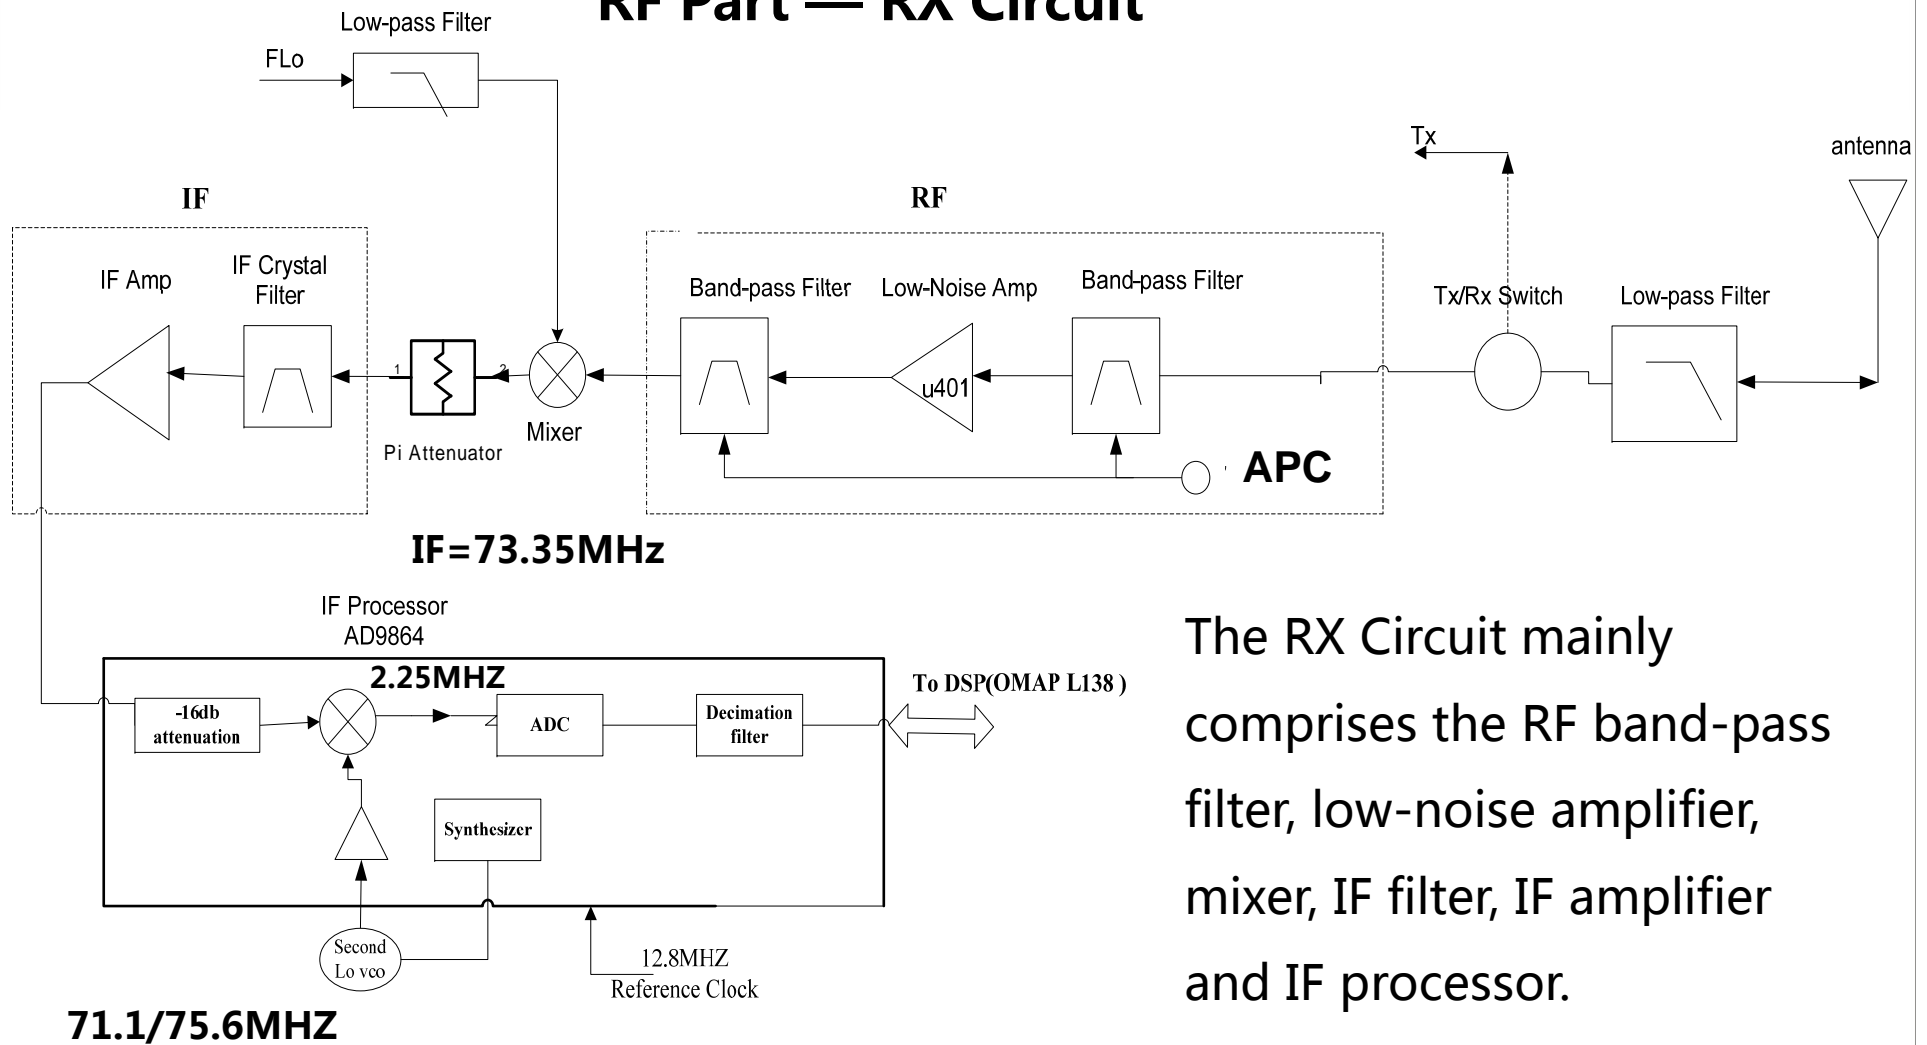 RF Part — RX Circuit
Low-pass Filter
FLo
Tx
antenna
IF
RF
IF Amp
IF Crystal
Filter
Band-pass Filter
Low-Noise Amp
Band-pass Filter
Tx/Rx Switch
Low-pass Filter
1
2
u401
Pi Attenuator
Mixer
APC
IF=73.35MHz
IF Processor
AD9864
2.25MHZ
To DSP(OMAP L138 )
-16db
attenuation
ADC
Decimation
filter
Synthesizer
Second
Lo vco
12.8MHZ
Reference Clock
71.1/75.6MHZ
The RX Circuit mainly
comprises the RF band-pass
filter, low-noise amplifier,
mixer, IF filter, IF amplifier
and IF processor.